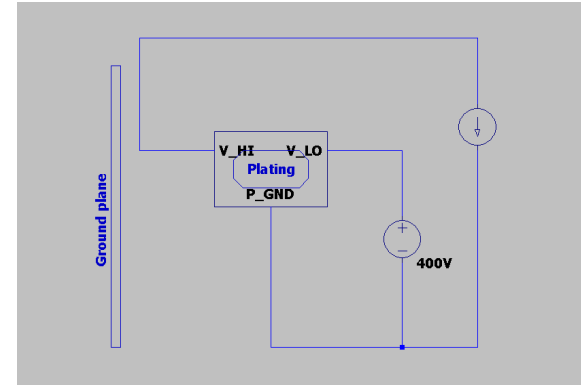 V_HI V_LO
Plating
P_GND
Ground plane
400V